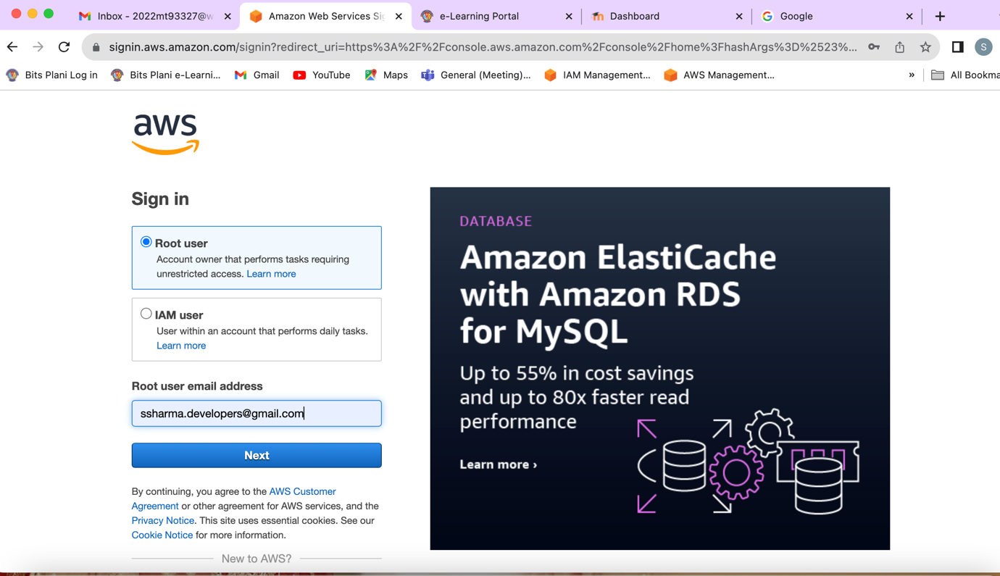 Inbox - 2022mt93327@w
Amazon Web Services Sig
e-Learning Portal
Dashboard
Google
signin.aws.amazon.com/signin?redirect_uri=https%3A%2F%2Fconsole.aws.amazon.com%2Fconsole%2Fhome%3FhashArgs%3D%2523%...
S
Bits Plani Log in
Bits Plani e-Learni...
Gmail
YouTube
Maps
General (Meeting)...
IAM Management...
AWS Management...
»
All Bookma
aws
Sign in
Root user
Account owner that performs tasks requiring
unrestricted access. Learn more
IAM user
User within an account that performs daily tasks.
Learn more
Root user email address
ssharma.developers@gmail.com
Next
By continuing, you agree to the AWS Customer
Agreement or other agreement for AWS services, and the
Privacy Notice. This site uses essential cookies. See our
Cookie Notice for more information.
New to AWS?
DATABASE
Amazon ElastiCache
with Amazon RDS
for MySQL
Up to 55% in cost savings
and up to 80x faster read
performance
Learn more ›